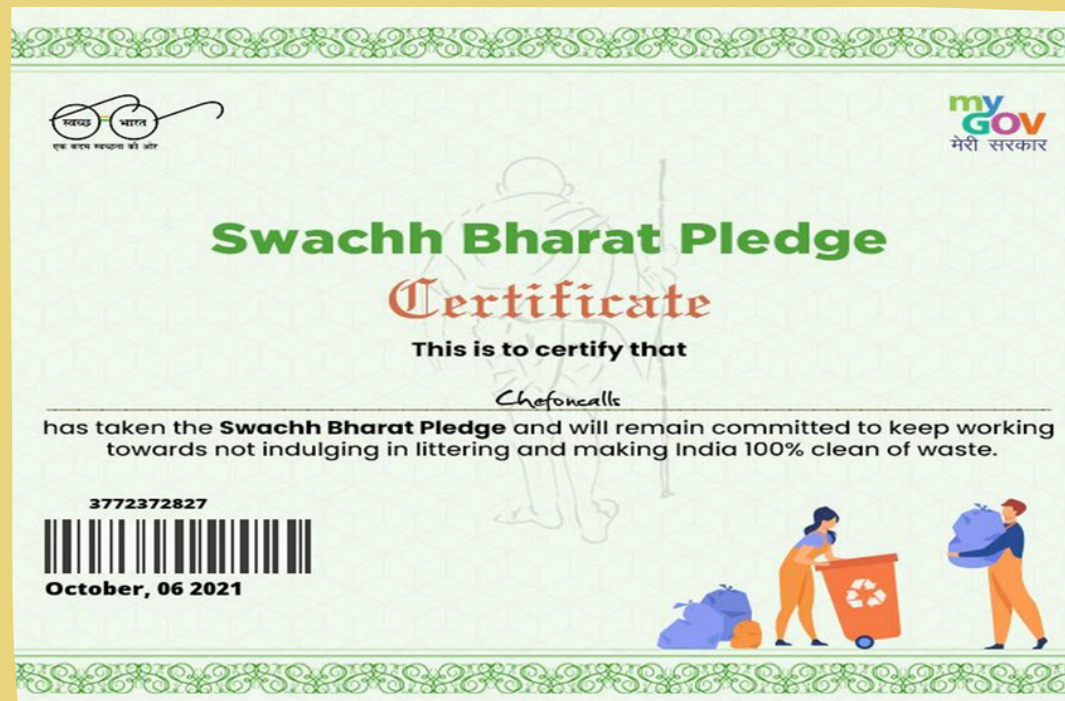 स्वच्छ भारत
एक कदम स्वच्छता की ओर
my
GOV
मेरी सरकार
Swachh Bharat Pledge
Certificate
This is to certify that
Chefoncalls
has taken the Swachh Bharat Pledge and will remain committed to keep working
towards not indulging in littering and making India 100% clean of waste.
3772372827
October, 06 2021